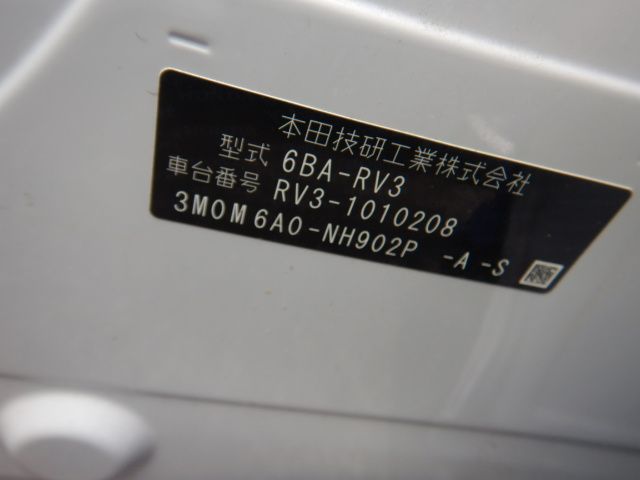 本田技研工業株式会社
型式 6BA-RV3
車台番号 RV3-1010208
3M0M6A0-NH902P -A -S